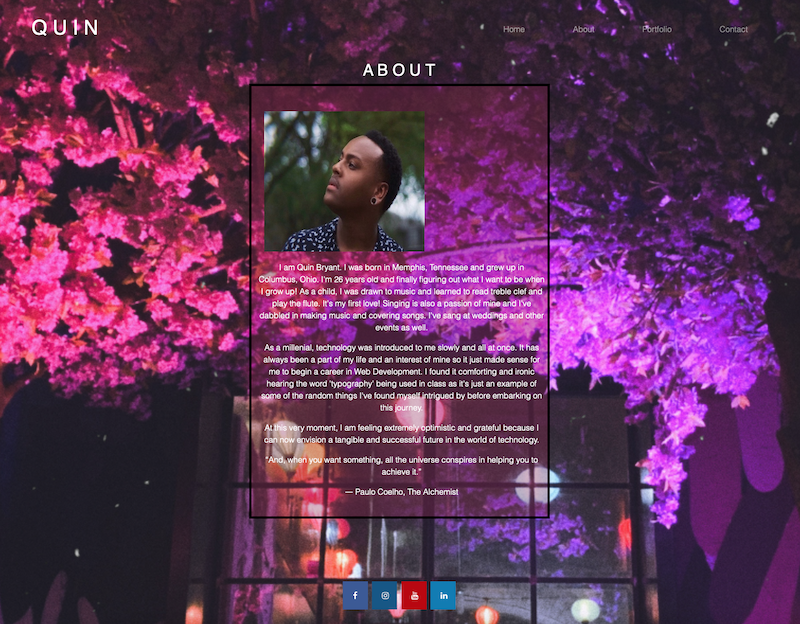 QUIN
Home About Portfolio Contact
ABOUT
I am Quin Bryant. I was born in Memphis, Tennessee and grew up in
Columbus, Ohio. I'm 26 years old and finally figuring out what I want to be when
I grow up! As a child, I was drawn to music and learned to read treble clef and
play the flute. It's my first love! Singing is also a passion of mine and I've
dabbled in making music and covering songs. I've sang at weddings and other
events as well.
As a millenial, technology was introduced to me slowly and all at once. It has
always been a part of my life and an interest of mine so it just made sense for
me to begin a career in Web Development. I found it comforting and ironic
hearing the word 'typography' being used in class as it's just an example of
some of the random things I've found myself intrigued by before embarking on
this journey.
At this very moment, I am feeling extremely optimistic and grateful because I
can now envision a tangible and successful future in the world of technology.
"And, when you want something, all the universe conspires in helping you to
achieve it."
— Paulo Coelho, The Alchemist